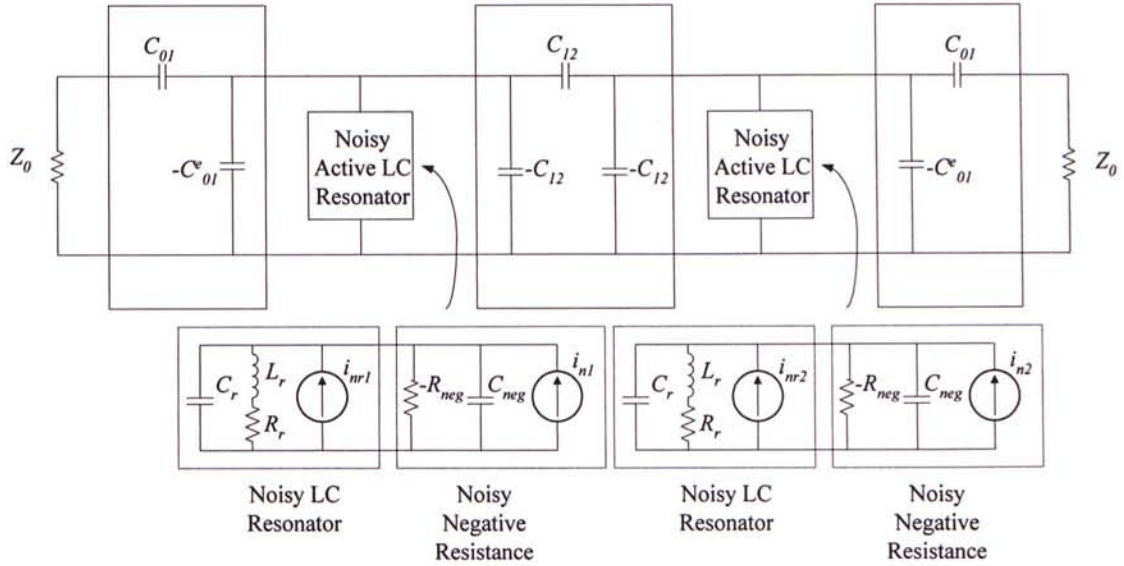 C01
C12
C01
Z0
-Ce01
Noisy
Active LC
Resonator
-C12
-C12
Noisy
Active LC
Resonator
-Ce01
Z0
Cr
Lr
Rr
inr1
-Rneg
Cneg
in1
Cr
Lr
Rr
inr2
-Rneg
Cneg
in2
Noisy LC
Resonator
Noisy
Negative
Resistance
Noisy LC
Resonator
Noisy
Negative
Resistance